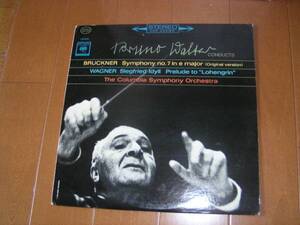 STEREO
Bruno Walter
CONDUCTS
BRUCKNER Symphony no. 7 in e major (Original version)
WAGNER Siegfried Idyll Prelude to "Lohengrin"
The Columbia Symphony Orchestra